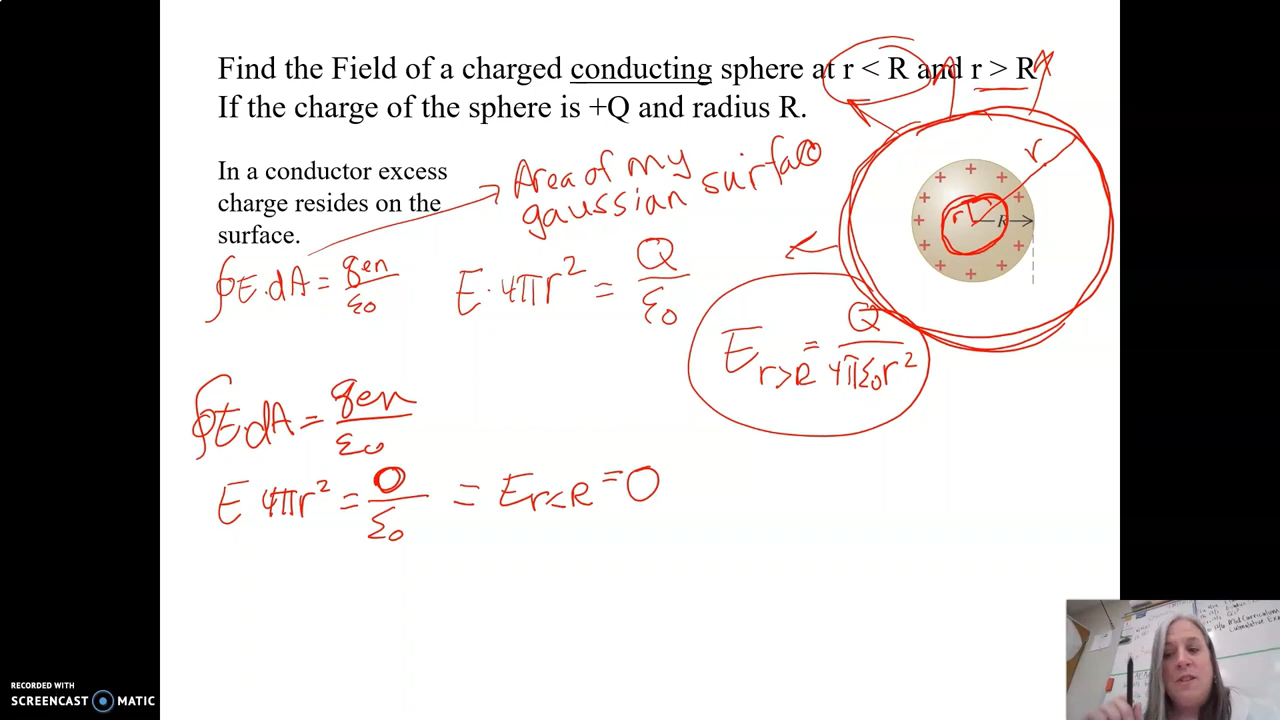 Find the Field of a charged conducting sphere at r < R and r > R
If the charge of the sphere is +Q and radius R.
In a conductor excess
charge resides on the
surface.
Area of my
gaussian surface
∮E·dA = qen/ε0
E·4πr² = Q/ε0
E r>R = Q/4πε0r²
∮E·dA = qen/ε0
E 4πr² = 0/ε0 = E r<R = 0
r
r
R
+ + + + + + + + + + + +
RECORDED WITH
SCREENCAST MATIC